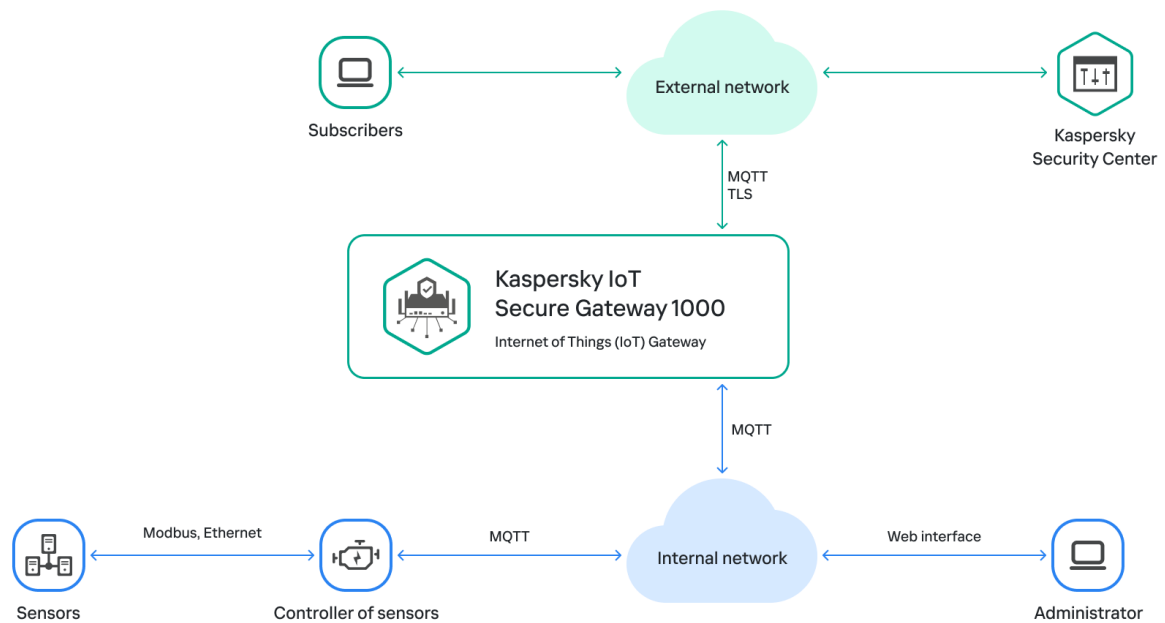 External network
Subscribers
Kaspersky
Security Center
MQTT
TLS
Kaspersky IoT
Secure Gateway 1000
Internet of Things (IoT) Gateway
MQTT
Modbus, Ethernet
MQTT
Web interface
Internal network
Sensors
Controller of sensors
Administrator